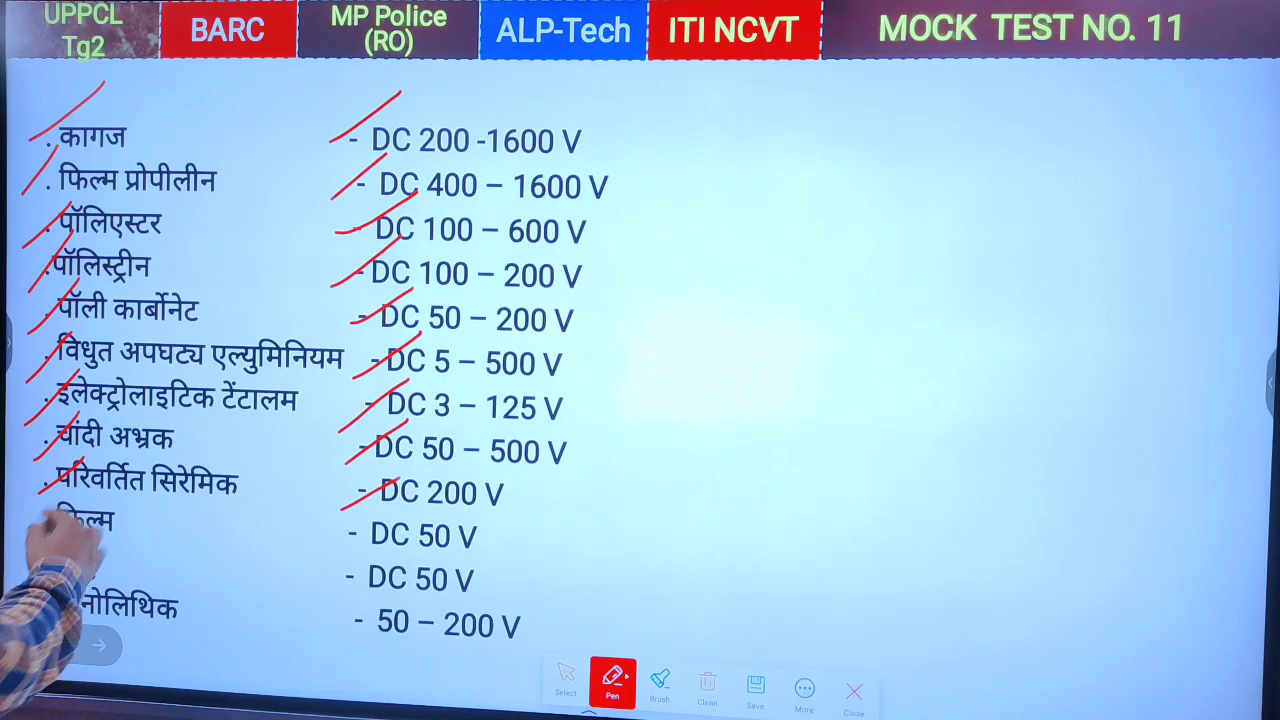 UPPCL
Tg2
BARC
MP Police
(RO)
ALP-Tech
ITI NCVT
MOCK TEST NO. 11
. कागज - DC 200 -1600 V
. फिल्म प्रोपीलीन - DC 400 – 1600 V
. पॉलिएस्टर - DC 100 – 600 V
.पॉलिस्ट्रीन - DC 100 – 200 V
. पॉली कार्बोनेट - DC 50 – 200 V
. विधुत अपघट्य एल्युमिनियम - DC 5 – 500 V
. इलेक्ट्रोलाइटिक टेंटालम - DC 3 – 125 V
. चांदी अभ्रक - DC 50 – 500 V
. परिवर्तित सिरेमिक - DC 200 V
फिल्म - DC 50 V
- DC 50 V
- 50 – 200 V
Select
Pen
Brush
Clean
Save
More
Close